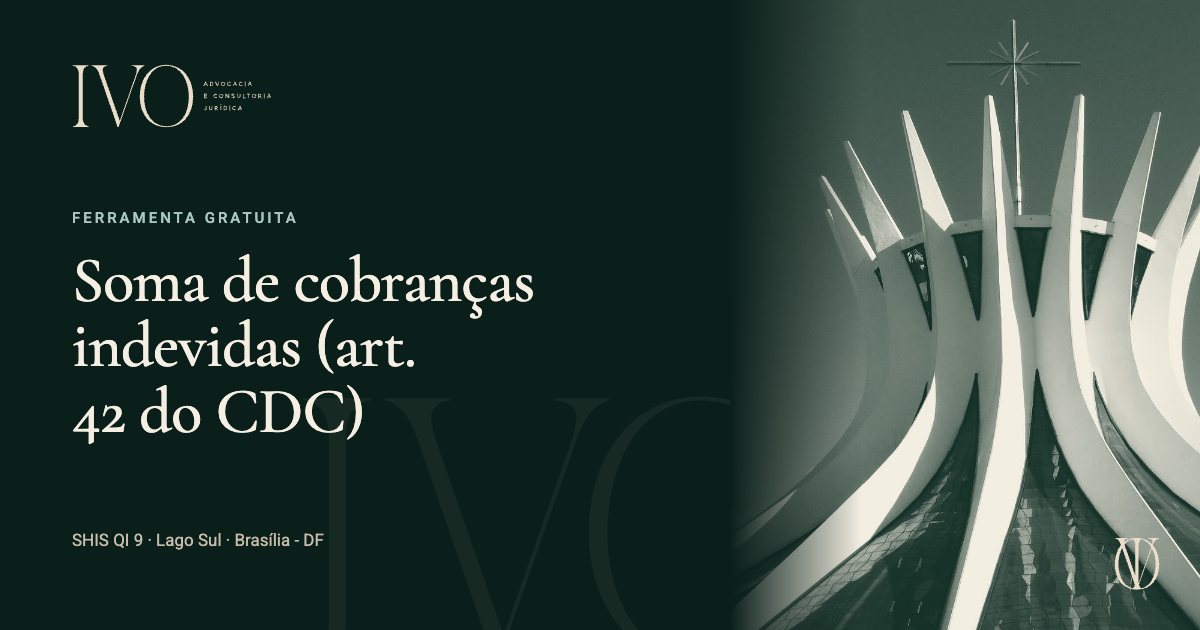 IVO
ADVOCACIA
E CONSULTORIA
JURÍDICA
FERRAMENTA GRATUITA
Soma de cobranças
indevidas (art.
42 do CDC)
SHIS QI 9 · Lago Sul · Brasília - DF
IVO